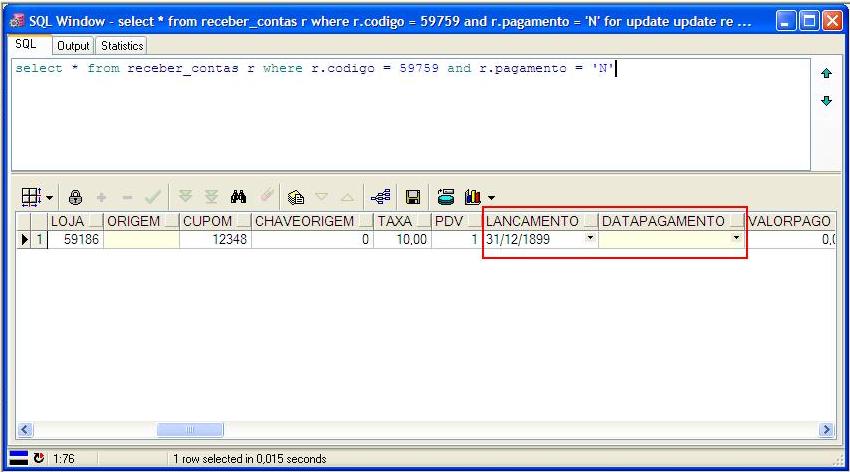 SQL Window - select * from receber_contas r where r.codigo = 59759 and r.pagamento = 'N' for update update re ...
SQL Output Statistics
select * from receber_contas r where r.codigo = 59759 and r.pagamento = 'N'
LOJA ORIGEM CUPOM CHAVEORIGEM TAXA PDV LANCAMENTO DATAPAGAMENTO VALORPAGO
1 59186 12348 0 10,00 1 31/12/1899 0,0
1:76 1 row selected in 0,015 seconds